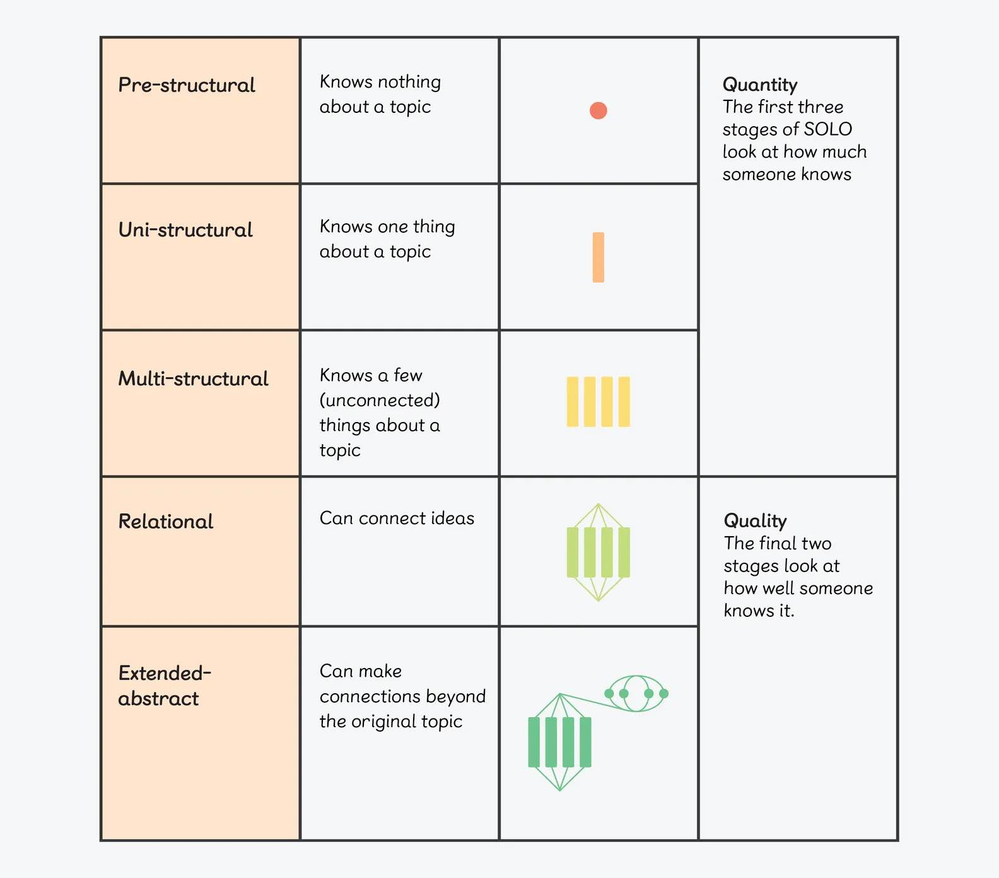 Pre-structural
Knows nothing
about a topic
Quantity
The first three
stages of SOLO
look at how much
someone knows
Uni-structural
Knows one thing
about a topic
Multi-structural
Knows a few
(unconnected)
things about a
topic
Relational
Can connect ideas
Quality
The final two
stages look at
how well someone
knows it.
Extended-
abstract
Can make
connections beyond
the original topic